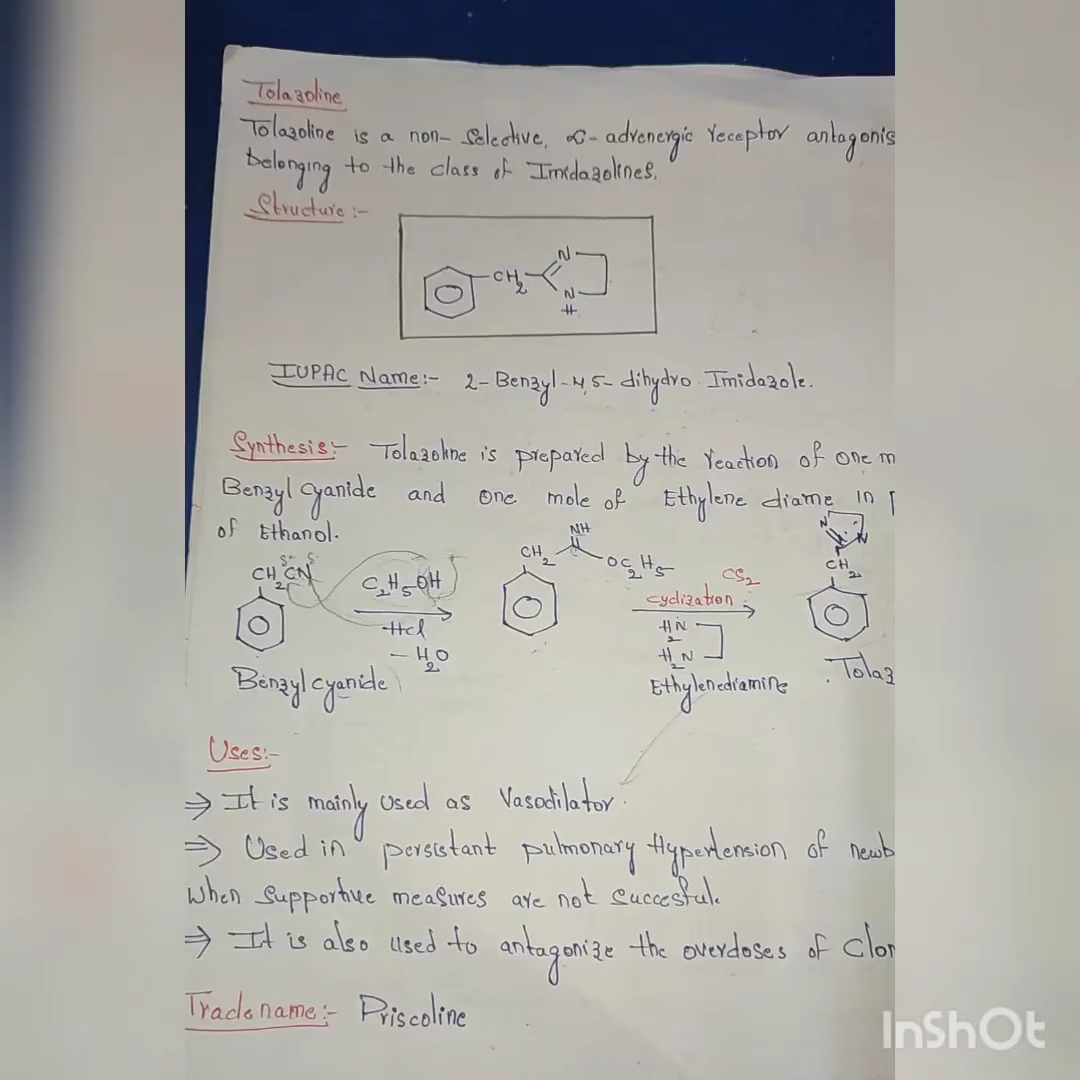 Tolazoline
Tolazoline is a non-Selective, α-adrenergic receptor antagonis
belonging to the class of Imidazolines.
Structure :-
CH2 N
N
H
IUPAC Name:- 2-Benzyl-4,5-dihydro Imidazole.
Synthesis:- Tolazoline is prepared by the reaction of one m
Benzyl Cyanide and one mole of Ethylene diame in
of Ethanol.
NH
CH2 OC2H5
δ- δ-
CH2CN C2H5OH
HCl
- H2O
CS2
cyclization
H2N
H2N
N N
CH2
Benzyl cyanide
Ethylenediamine
Tolaz
Uses:-
⇒ It is mainly used as Vasodilator.
⇒ Used in persistant pulmonary Hypertension of newb
When supportive measures are not succesful.
⇒ It is also used to antagonize the overdoses of Clon
Trade name:- Priscoline
InShOt